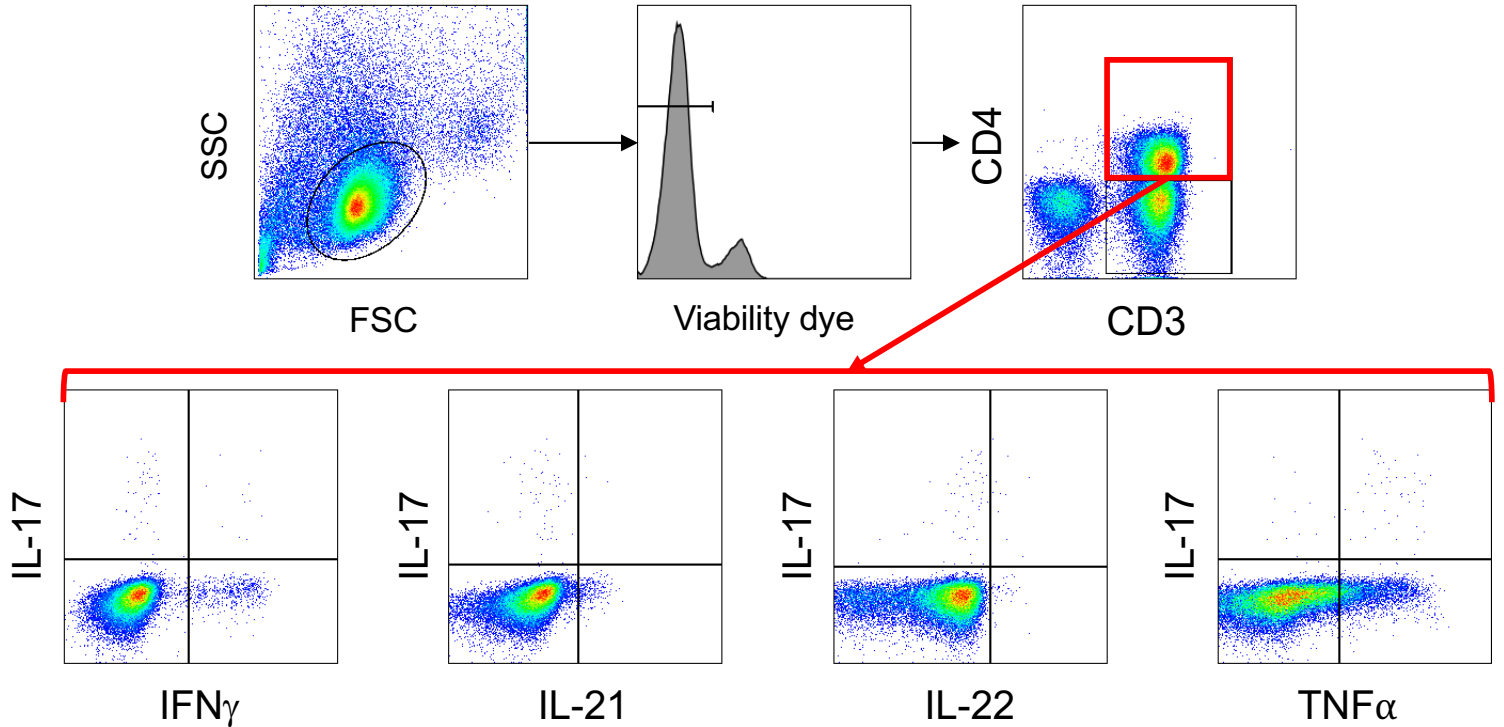 SSC
FSC
Viability dye
CD4
CD3
IL-17
IFNγ
IL-17
IL-21
IL-17
IL-22
IL-17
TNFα